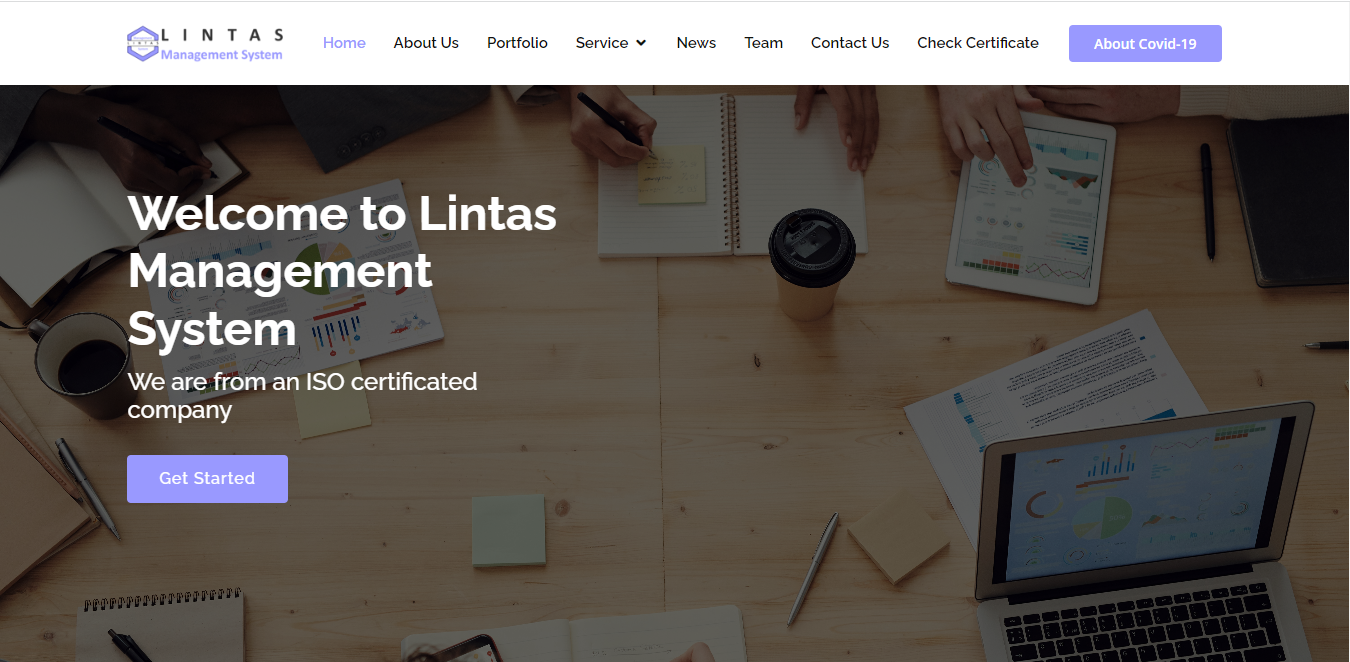 LINTAS
Management System
Home
About Us
Portfolio
Service
News
Team
Contact Us
Check Certificate
About Covid-19
Welcome to Lintas
Management
System
We are from an ISO certificated
company
Get Started